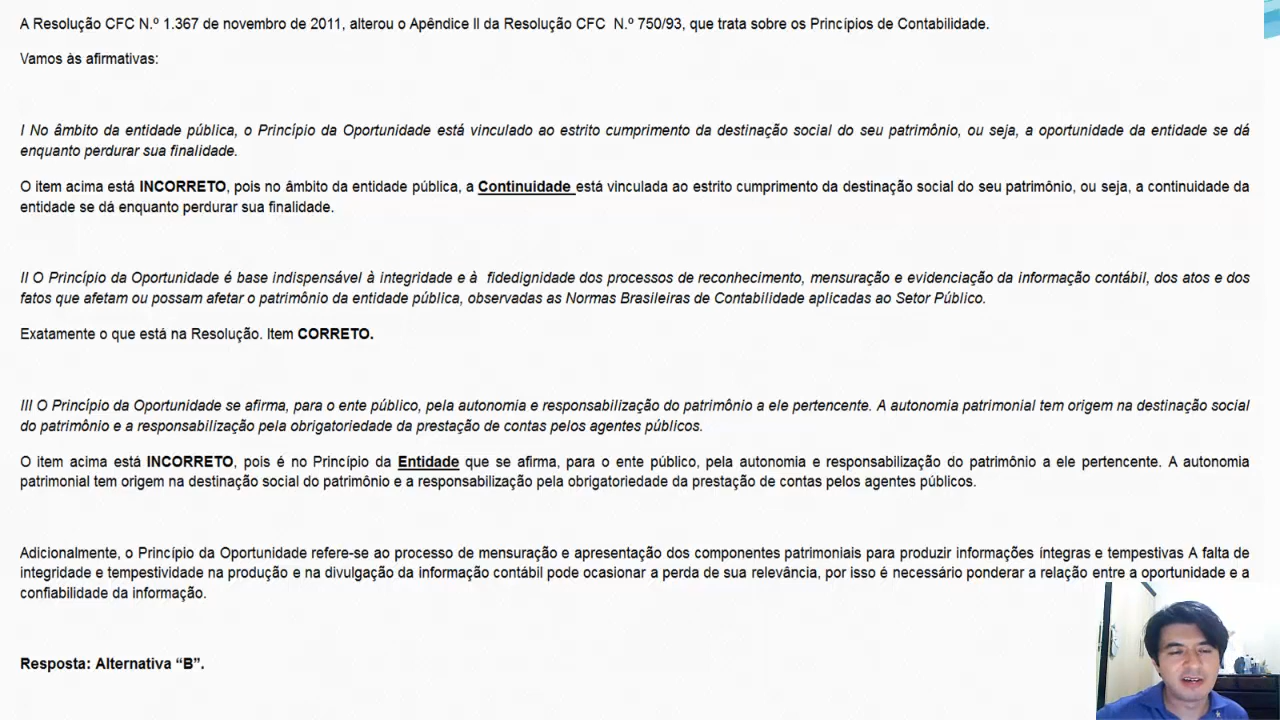 A Resolução CFC N.º 1.367 de novembro de 2011, alterou o Apêndice II da Resolução CFC N.º 750/93, que trata sobre os Princípios de Contabilidade.
Vamos às afirmativas:
I No âmbito da entidade pública, o Princípio da Oportunidade está vinculado ao estrito cumprimento da destinação social do seu patrimônio, ou seja, a oportunidade da entidade se dá
enquanto perdurar sua finalidade.
O item acima está INCORRETO, pois no âmbito da entidade pública, a Continuidade está vinculada ao estrito cumprimento da destinação social do seu patrimônio, ou seja, a continuidade da
entidade se dá enquanto perdurar sua finalidade.
II O Princípio da Oportunidade é base indispensável à integridade e à fidedignidade dos processos de reconhecimento, mensuração e evidenciação da informação contábil, dos atos e dos
fatos que afetam ou possam afetar o patrimônio da entidade pública, observadas as Normas Brasileiras de Contabilidade aplicadas ao Setor Público.
Exatamente o que está na Resolução. Item CORRETO.
III O Princípio da Oportunidade se afirma, para o ente público, pela autonomia e responsabilização do patrimônio a ele pertencente. A autonomia patrimonial tem origem na destinação social
do patrimônio e a responsabilização pela obrigatoriedade da prestação de contas pelos agentes públicos.
O item acima está INCORRETO, pois é no Princípio da Entidade que se afirma, para o ente público, pela autonomia e responsabilização do patrimônio a ele pertencente. A autonomia
patrimonial tem origem na destinação social do patrimônio e a responsabilização pela obrigatoriedade da prestação de contas pelos agentes públicos.
Adicionalmente, o Princípio da Oportunidade refere-se ao processo de mensuração e apresentação dos componentes patrimoniais para produzir informações íntegras e tempestivas A falta de
integridade e tempestividade na produção e na divulgação da informação contábil pode ocasionar a perda de sua relevância, por isso é necessário ponderar a relação entre a oportunidade e a
confiabilidade da informação.
Resposta: Alternativa “B”.